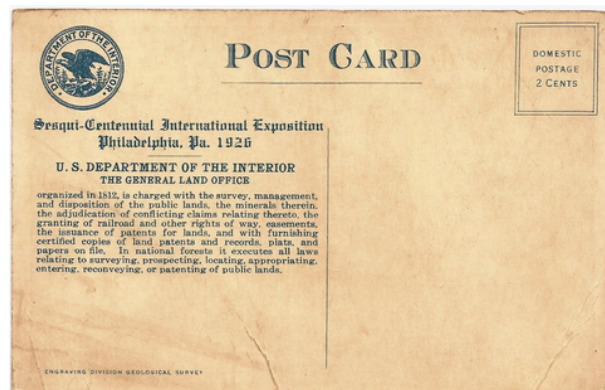 DEPARTMENT OF THE INTERIOR
POST CARD
DOMESTIC
POSTAGE
2 CENTS
Sesqui-Centennial International Exposition
Philadelphia, Pa. 1926
U. S. DEPARTMENT OF THE INTERIOR
THE GENERAL LAND OFFICE
organized in 1812, is charged with the survey, management,
and disposition of the public lands, the minerals therein,
the adjudication of conflicting claims relating thereto, the
granting of railroad and other rights of way, easements,
the issuance of patents for lands, and with furnishing
certified copies of land patents and records, plats, and
papers on file, In national forests it executes all laws
relating to surveying, prospecting, locating, appropriating,
entering, reconveying, or patenting of public lands.
ENGRAVING DIVISION GEOLOGICAL SURVEY